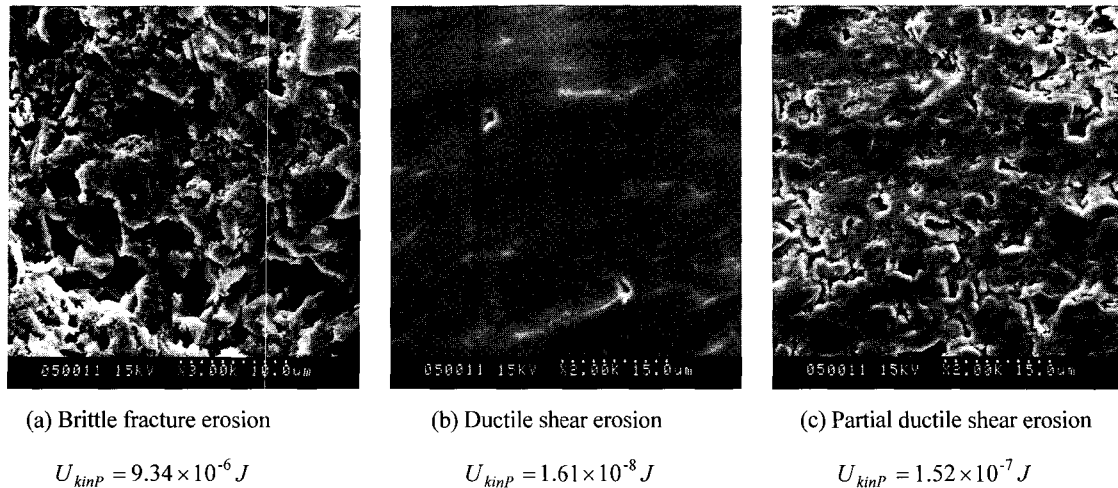 050011 15KV X3.00K 10.0um
050011 15KV X2.00K 15.0um
050011 15KV X2.00K 15.0um
(a) Brittle fracture erosion
(b) Ductile shear erosion
(c) Partial ductile shear erosion
U_kinP = 9.34×10⁻⁶ J
U_kinP = 1.61×10⁻⁸ J
U_kinP = 1.52×10⁻⁷ J